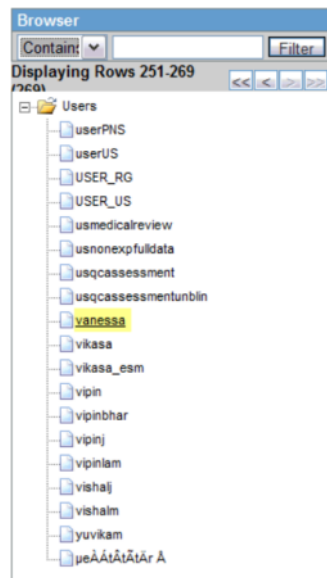 Browser
Contains Filter
Displaying Rows 251-269
(269) << < >> >>
Users
userPNS
userUS
USER_RG
USER_US
usmedicalreview
usnonexpfulldata
usqcassessment
usqcassessmentunblin
vanessa
vikasa
vikasa_esm
vipin
vipinbhar
vipinj
vipinlam
vishalj
vishalm
yuvikam
µeÀÁtÂtÃtÄr Å